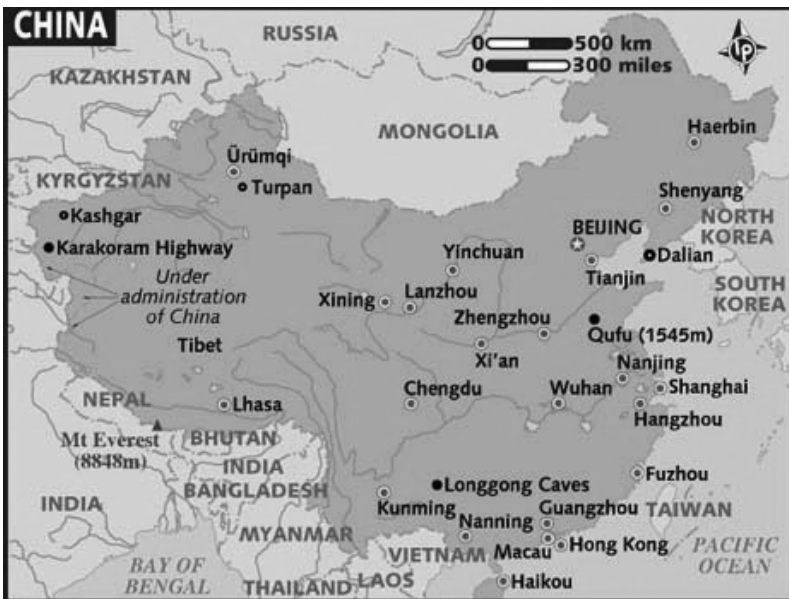 CHINA
RUSSIA
0 500 km
0 300 miles
LP
KAZAKHSTAN
MONGOLIA
Haerbin
Ürümqi
KYRGYZSTAN
Turpan
Shenyang
Kashgar
NORTH
KOREA
BEIJING
Karakoram Highway
Yinchuan
Dalian
Tianjin
Under
administration
of China
SOUTH
KOREA
Xining
Lanzhou
Zhengzhou
Qufu (1545m)
Tibet
Xi'an
Nanjing
NEPAL
Lhasa
Chengdu
Wuhan
Shanghai
Hangzhou
Mt Everest
(8848m)
BHUTAN
INDIA
Fuzhou
BANGLADESH
Longgong Caves
INDIA
Kunming
Guangzhou
TAIWAN
Nanning
MYANMAR
VIETNAM
Macau
Hong Kong
PACIFIC
OCEAN
BAY OF
BENGAL
THAILAND
LAOS
Haikou